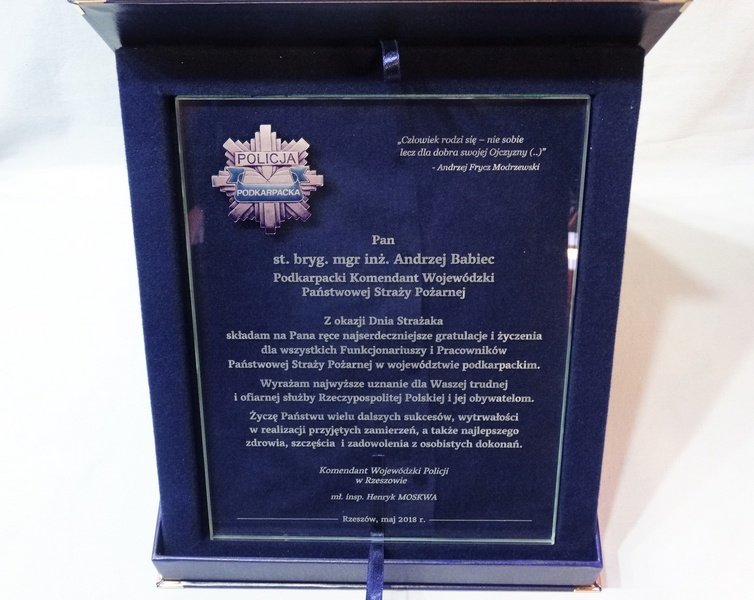 POLICJA
PODKARPACKA
„Człowiek rodzi się – nie sobie
lecz dla dobra swojej Ojczyzny (..)”
- Andrzej Frycz Modrzewski
Pan
st. bryg. mgr inż. Andrzej Babiec
Podkarpacki Komendant Wojewódzki
Państwowej Straży Pożarnej
Z okazji Dnia Strażaka
składam na Pana ręce najserdeczniejsze gratulacje i życzenia
dla wszystkich Funkcjonariuszy i Pracowników
Państwowej Straży Pożarnej w województwie podkarpackim.
Wyrażam najwyższe uznanie dla Waszej trudnej
i ofiarnej służby Rzeczypospolitej Polskiej i jej obywatelom.
Życzę Państwu wielu dalszych sukcesów, wytrwałości
w realizacji przyjętych zamierzeń, a także najlepszego
zdrowia, szczęścia i zadowolenia z osobistych dokonań.
Komendant Wojewódzki Policji
w Rzeszowie
mł. insp. Henryk MOSKWA
Rzeszów, maj 2018 r.